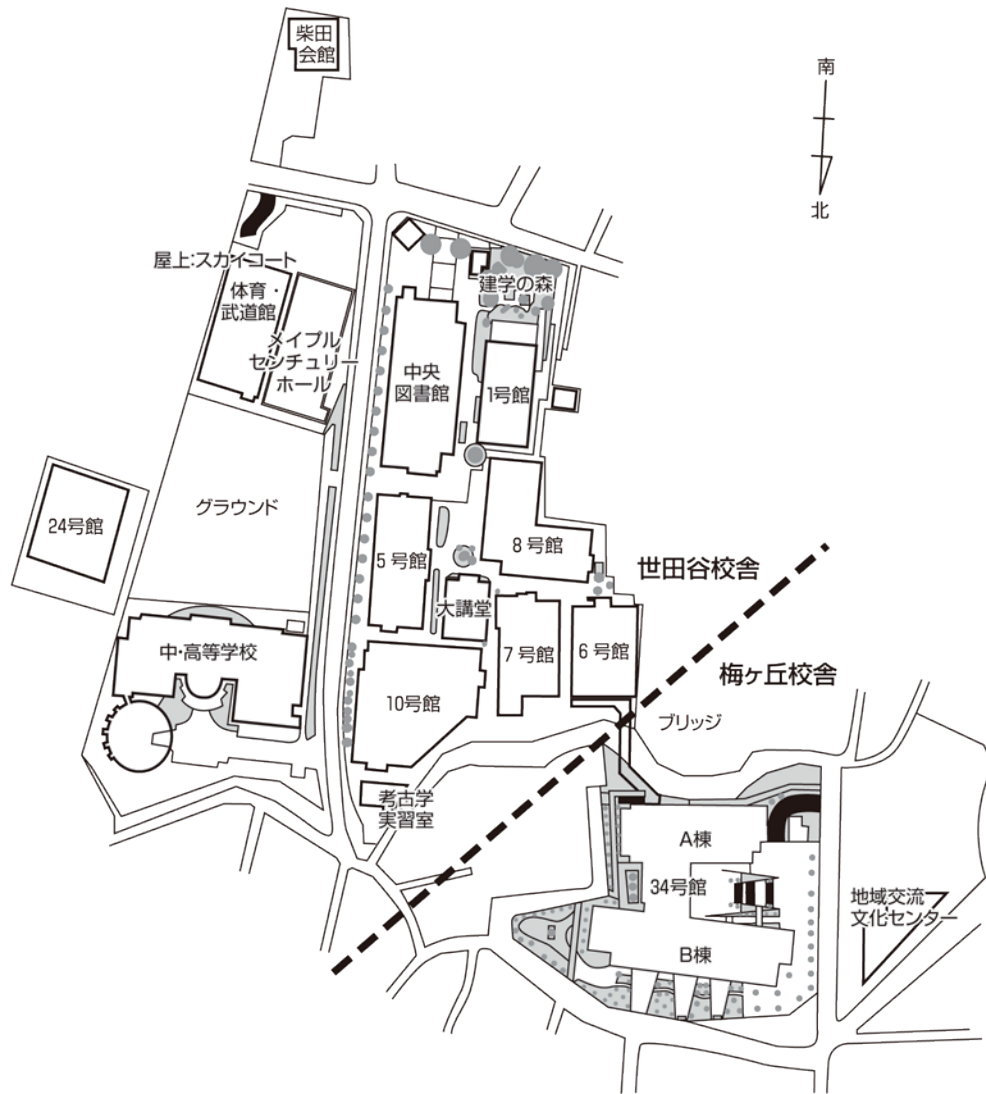 柴田
会館
南
北
屋上:スカイコート
体育・
武道館
メイプル
センチュリー
ホール
建学の森
中央
図書館
1号館
24号館
グラウンド
5号館
8号館
大講堂
世田谷校舎
中・高等学校
7号館
6号館
梅ヶ丘校舎
10号館
ブリッジ
考古学
実習室
A棟
34号館
地域交流
文化センター
B棟